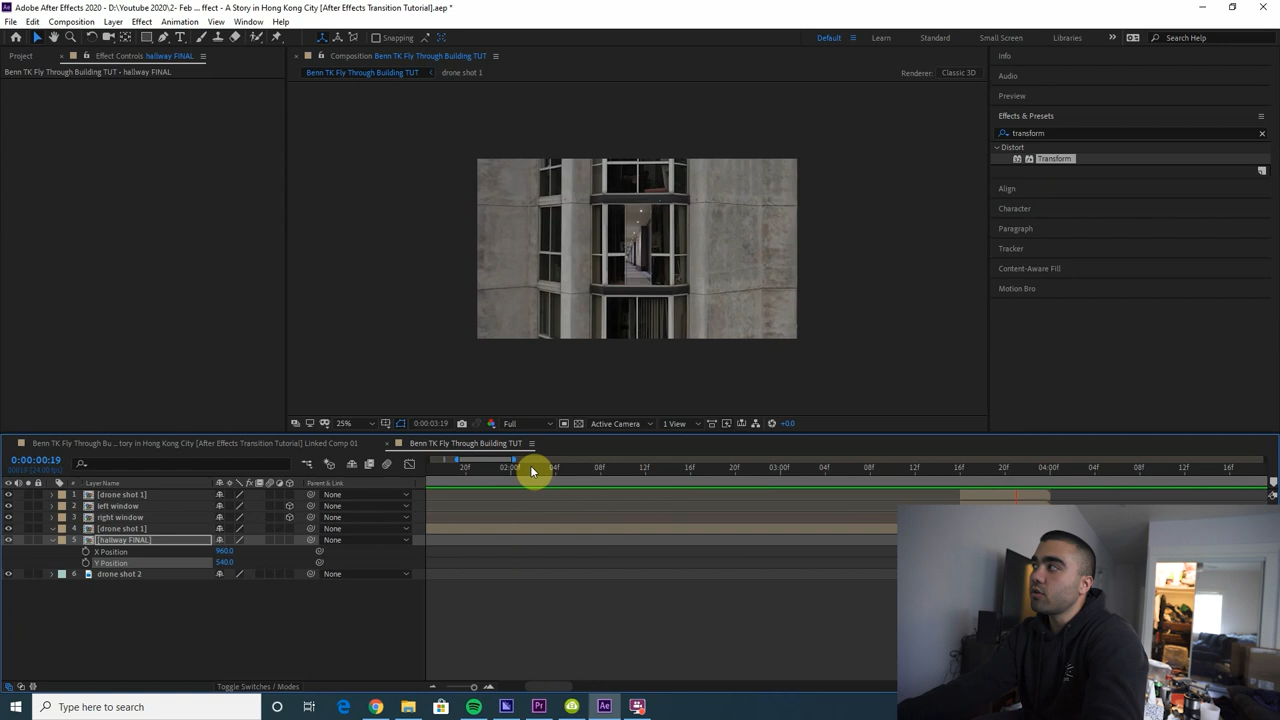 Adobe After Effects 2020 - D:\Youtube 2020\2- Feb ... ffect - A Story in Hong Kong City [After Effects Transition Tutorial].aep *
File Edit Composition Layer Effect Animation View Window Help
Snapping
Default Learn Standard Small Screen Libraries Search Help
Project Effect Controls hallway FINAL
Composition Benn TK Fly Through Building TUT
Info
Benn TK Fly Through Building TUT • hallway FINAL
Benn TK Fly Through Building TUT drone shot 1
Renderer: Classic 3D
Audio
Preview
Effects & Presets
transform
Distort
Transform
Align
Character
Paragraph
Tracker
Content-Aware Fill
Motion Bro
25% 0:00:03:19 Full Active Camera 1 View +0.0
Benn TK Fly Through Bu ... tory in Hong Kong City [After Effects Transition Tutorial] Linked Comp 01
Benn TK Fly Through Building TUT
0:00:00:19
20f 02:00f 04f 08f 12f 16f 20f 03:00f 04f 08f 12f 16f 20f 04:00f 04f 08f 12f 16f
# Layer Name Parent & Link
1 [drone shot 1] None
2 left window None
3 right window None
4 [drone shot 1] None
5 [hallway FINAL] None
X Position 960.0
Y Position 540.0
6 drone shot 2 None
Toggle Switches / Modes
Type here to search